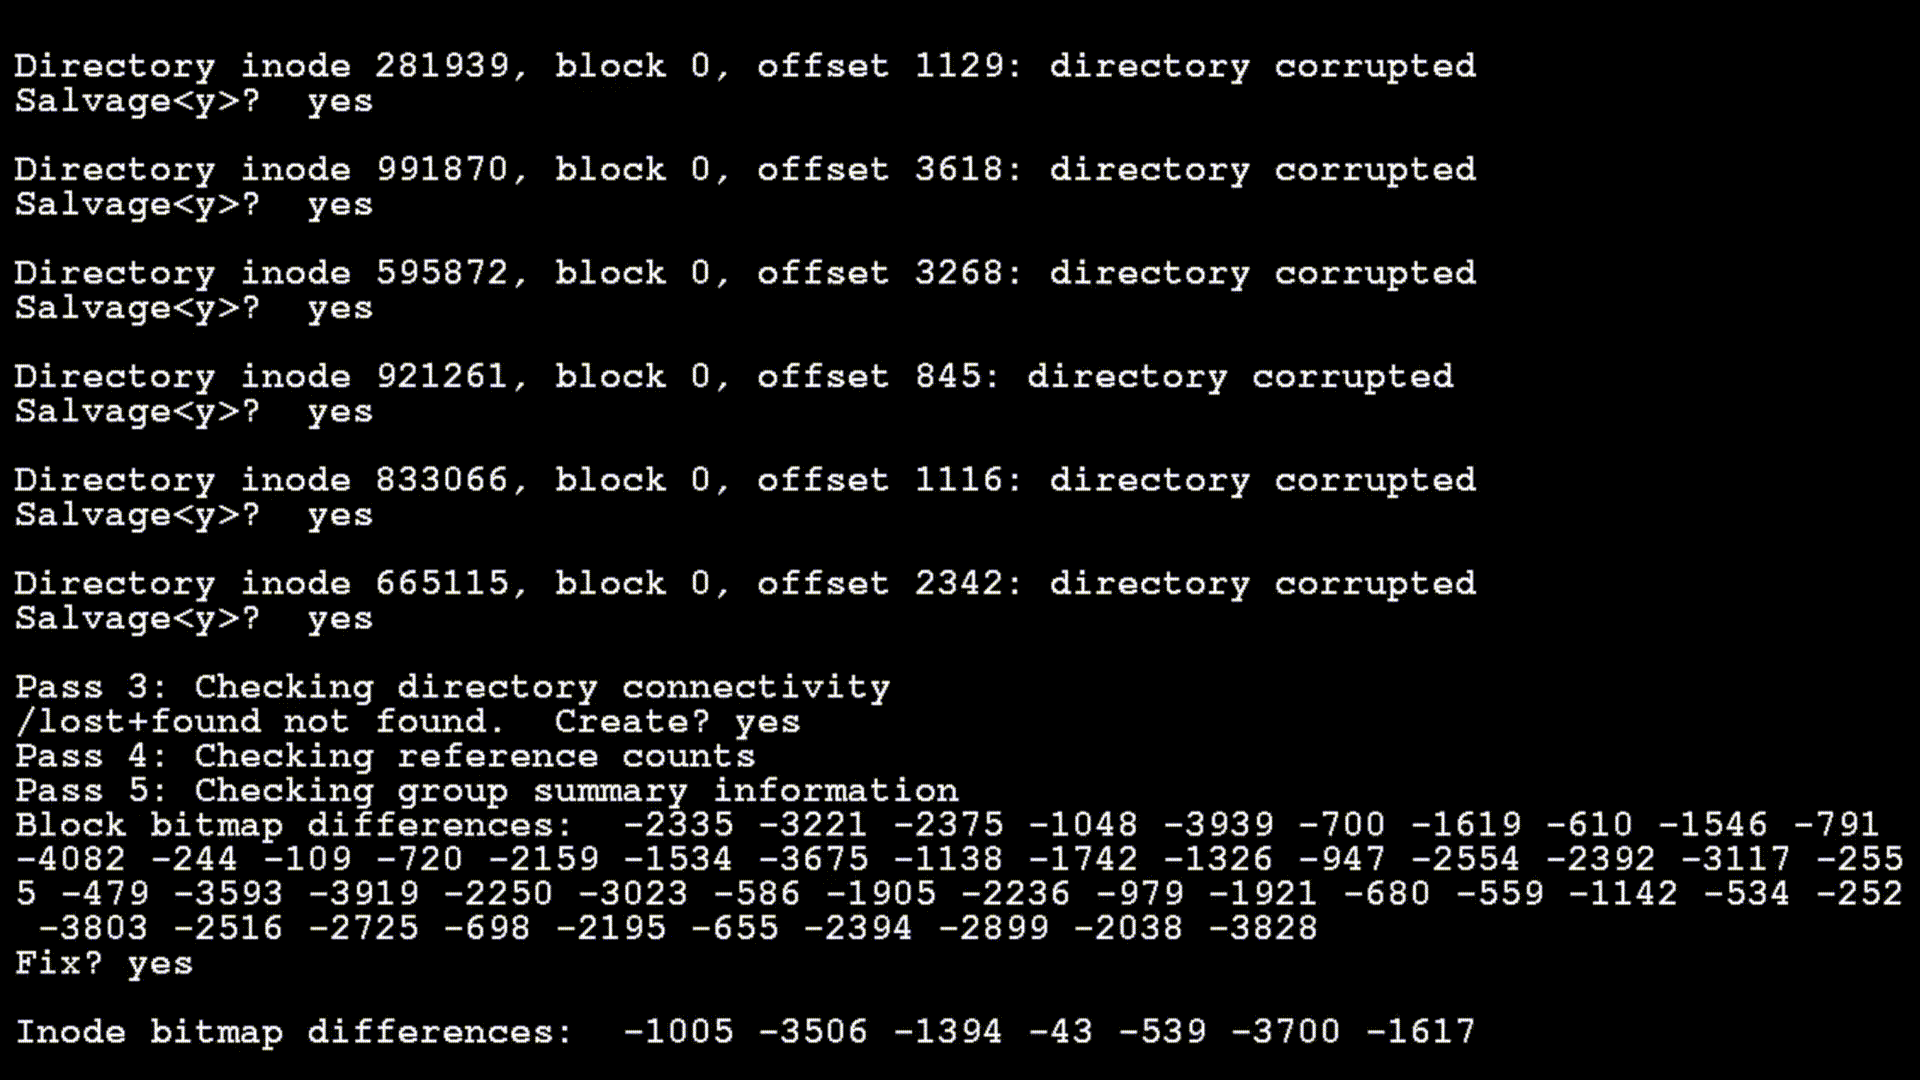 Directory inode 281939, block 0, offset 1129: directory corrupted
Salvage<y>?  yes
Directory inode 991870, block 0, offset 3618: directory corrupted
Salvage<y>?  yes
Directory inode 595872, block 0, offset 3268: directory corrupted
Salvage<y>?  yes
Directory inode 921261, block 0, offset 845: directory corrupted
Salvage<y>?  yes
Directory inode 833066, block 0, offset 1116: directory corrupted
Salvage<y>?  yes
Directory inode 665115, block 0, offset 2342: directory corrupted
Salvage<y>?  yes
Pass 3: Checking directory connectivity
/lost+found not found.  Create? yes
Pass 4: Checking reference counts
Pass 5: Checking group summary information
Block bitmap differences:  -2335 -3221 -2375 -1048 -3939 -700 -1619 -610 -1546 -791
-4082 -244 -109 -720 -2159 -1534 -3675 -1138 -1742 -1326 -947 -2554 -2392 -3117 -255
5 -479 -3593 -3919 -2250 -3023 -586 -1905 -2236 -979 -1921 -680 -559 -1142 -534 -252
 -3803 -2516 -2725 -698 -2195 -655 -2394 -2899 -2038 -3828
Fix? yes
Inode bitmap differences:  -1005 -3506 -1394 -43 -539 -3700 -1617